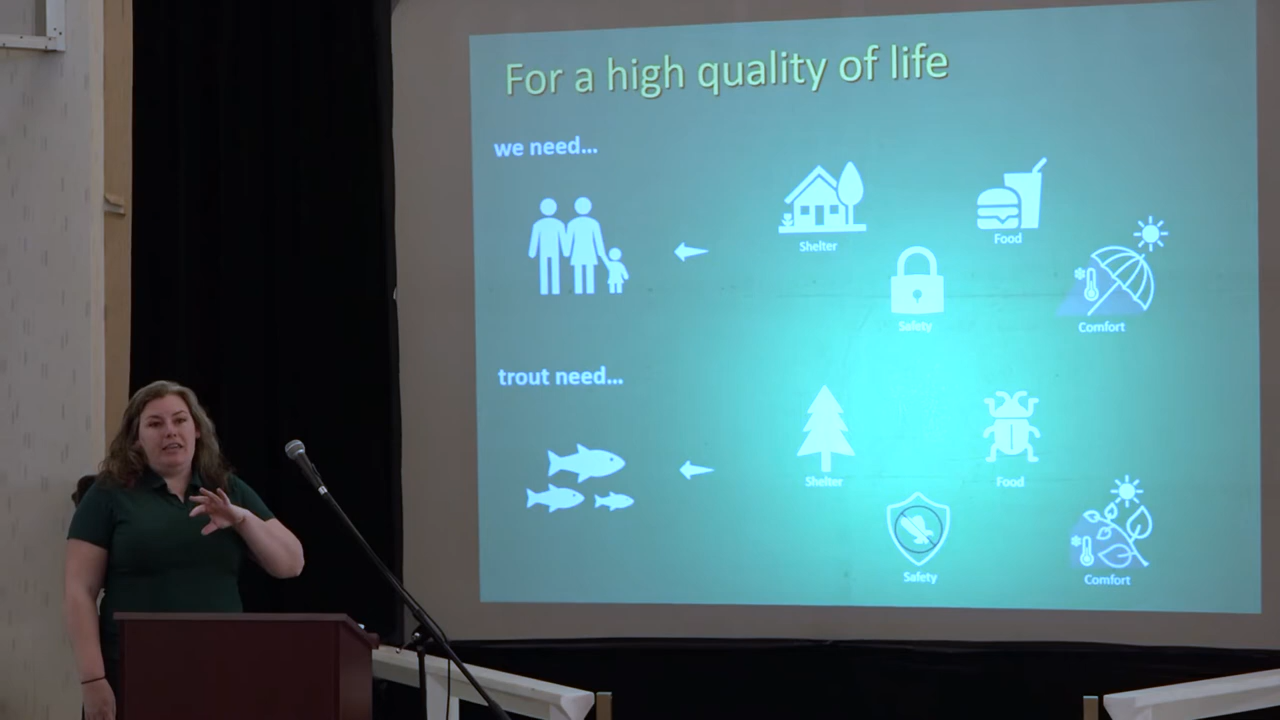 For a high quality of life
we need...
Shelter
Food
Safety
Comfort
trout need...
Shelter
Food
Safety
Comfort